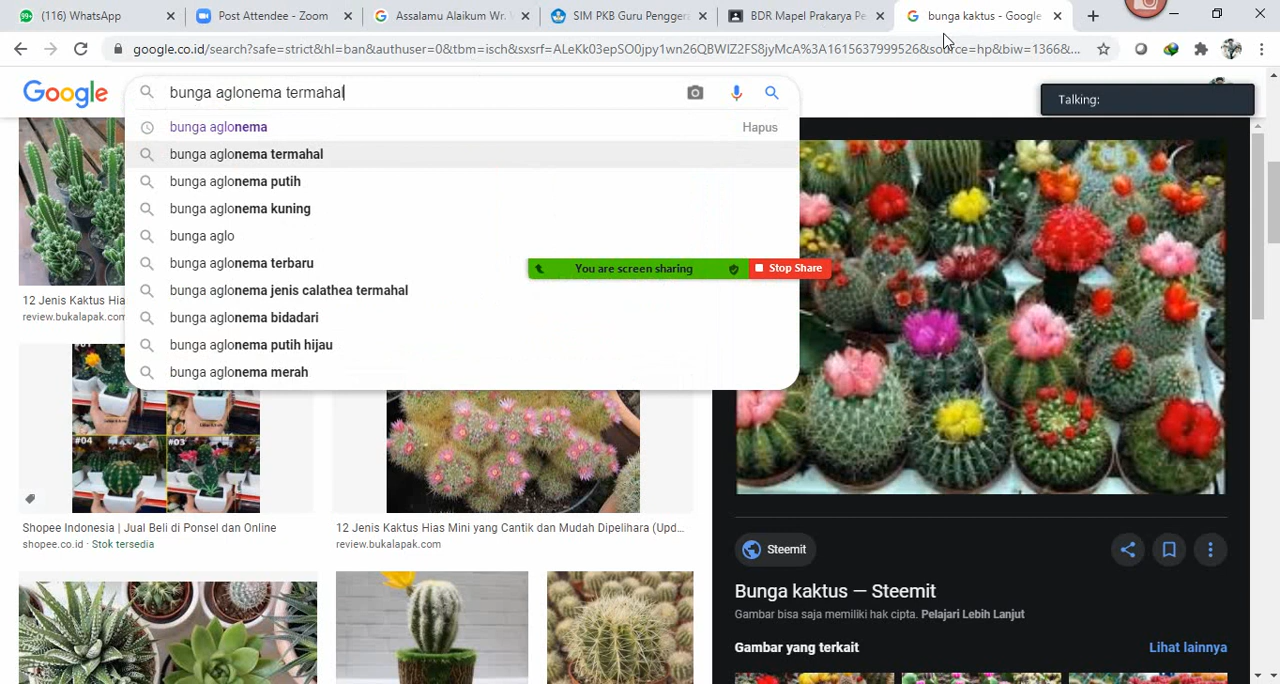 (116) WhatsApp
Post Attendee - Zoom
Assalamu Alaikum Wr.
SIM PKB Guru Pengger
BDR Mapel Prakarya Pe
bunga kaktus - Google
google.co.id/search?safe=strict&hl=ban&authuser=0&tbm=isch&sxsrf=ALeKk03epSO0jpy1wn26QBWIZ2FS8jyMcA%3A1615637999526&source=hp&biw=1366&...
Google
bunga aglonema termahal
Talking:
bunga aglonema
Hapus
bunga aglonema termahal
bunga aglonema putih
bunga aglonema kuning
bunga aglo
bunga aglonema terbaru
You are screen sharing
Stop Share
bunga aglonema jenis calathea termahal
12 Jenis Kaktus Hia
review.bukalapak.com
bunga aglonema bidadari
bunga aglonema putih hijau
bunga aglonema merah
#04
#03
Shopee Indonesia | Jual Beli di Ponsel dan Online
shopee.co.id · Stok tersedia
12 Jenis Kaktus Hias Mini yang Cantik dan Mudah Dipelihara (Upd...
review.bukalapak.com
Steemit
Bunga kaktus — Steemit
Gambar bisa saja memiliki hak cipta. Pelajari Lebih Lanjut
Gambar yang terkait
Lihat lainnya